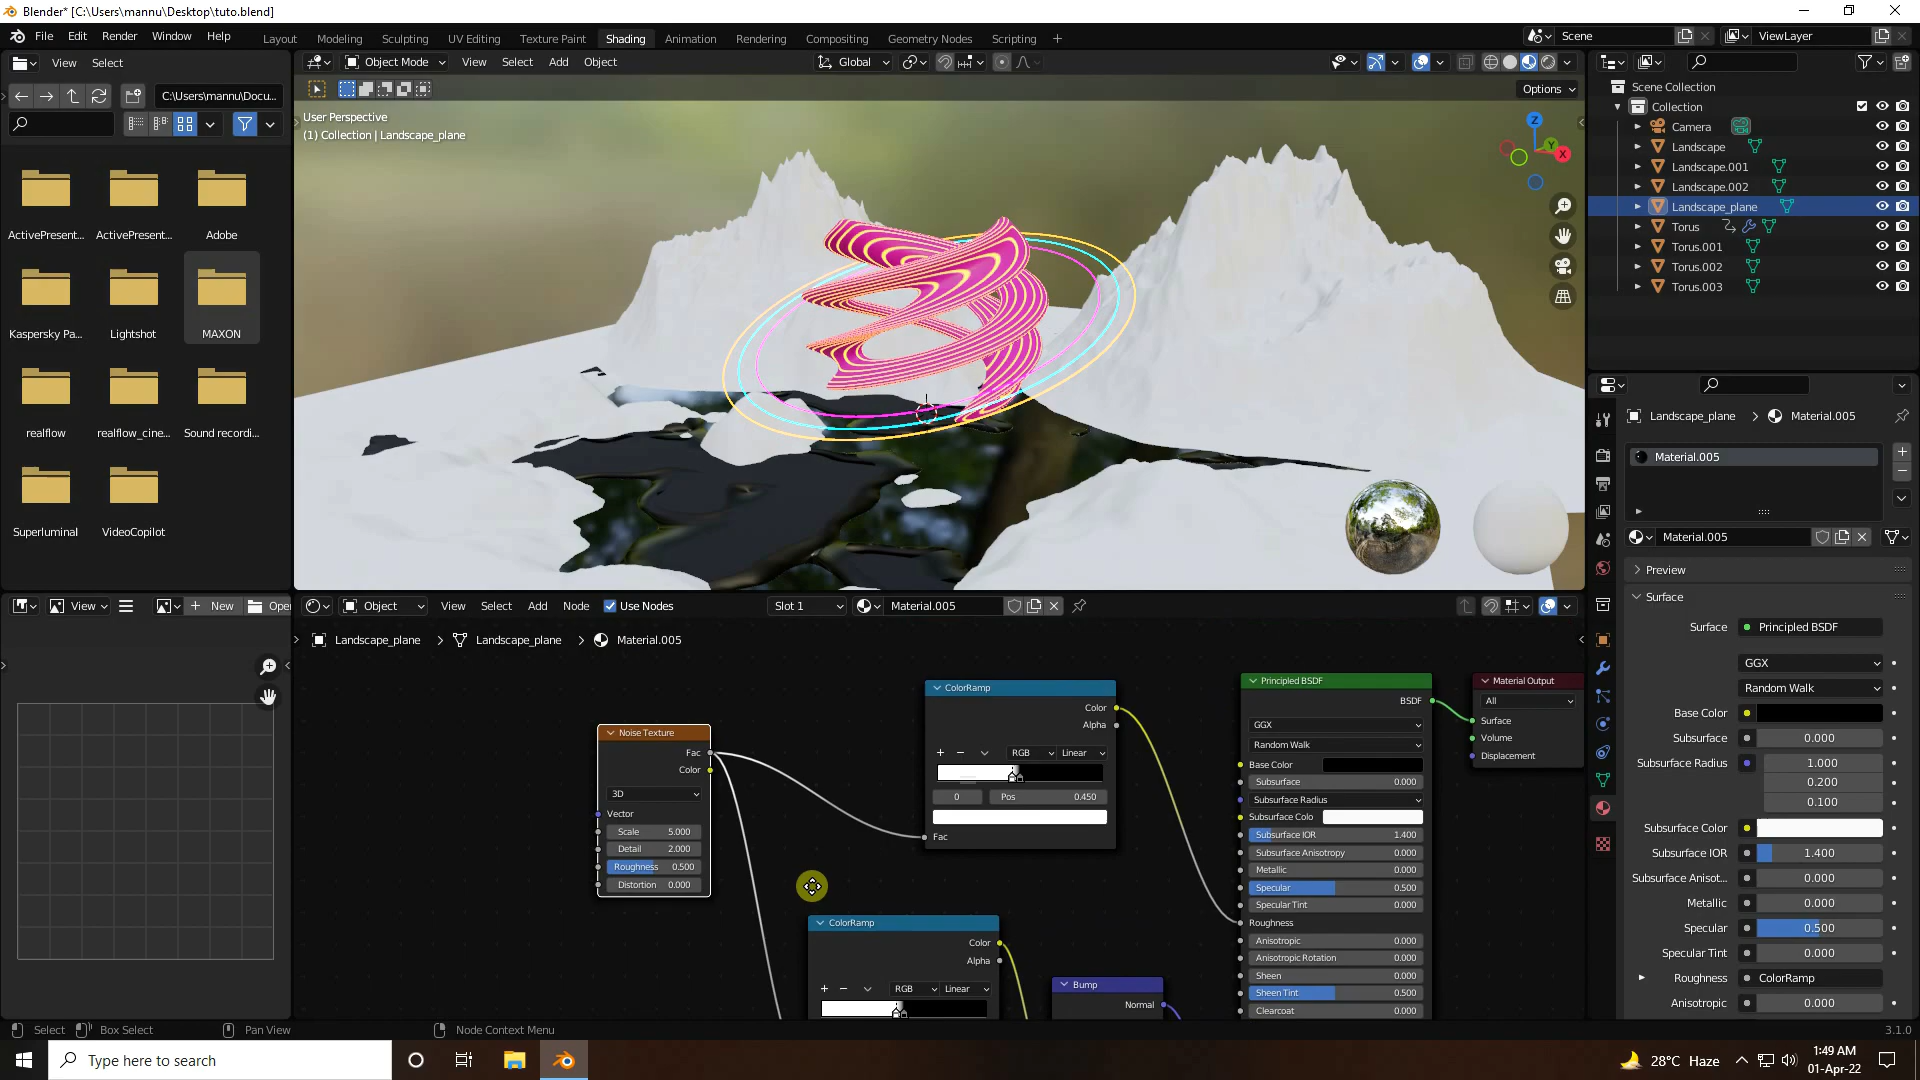 Blender* [C:\Users\mannu\Desktop\tuto.blend]
File Edit Render Window Help Layout Modeling Sculpting UV Editing Texture Paint Shading Animation Rendering Compositing Geometry Nodes Scripting + Scene ViewLayer
View Select Object Mode View Select Add Object Global
C:\Users\mannu\Docu... Options
User Perspective
(1) Collection | Landscape_plane
Z
Y
X
Scene Collection
Collection
Camera
Landscape
Landscape.001
Landscape.002
Landscape_plane
Torus
Torus.001
Torus.002
Torus.003
ActivePresent... ActivePresent... Adobe
Kaspersky Pa... Lightshot MAXON
realflow realflow_cine... Sound recordi...
Superluminal VideoCopilot
Landscape_plane > Material.005
Material.005
Material.005
Preview
Surface
Surface Principled BSDF
GGX
Random Walk
Base Color
Subsurface 0.000
Subsurface Radius 1.000
0.200
0.100
Subsurface Color
Subsurface IOR 1.400
Subsurface Anisot... 0.000
Metallic 0.000
Specular 0.500
Specular Tint 0.000
Roughness ColorRamp
Anisotropic 0.000
View New Open
Object View Select Add Node Use Nodes Slot 1 Material.005
Landscape_plane > Landscape_plane > Material.005
Noise Texture
Fac
Color
3D
Vector
Scale 5.000
Detail 2.000
Roughness 0.500
Distortion 0.000
ColorRamp
Color
Alpha
+ − RGB Linear
0 Pos 0.450
Fac
ColorRamp
Color
Alpha
+ − RGB Linear
Bump
Normal
Principled BSDF
BSDF
GGX
Random Walk
Base Color
Subsurface 0.000
Subsurface Radius
Subsurface Colo
Subsurface IOR 1.400
Subsurface Anisotropy 0.000
Metallic 0.000
Specular 0.500
Specular Tint 0.000
Roughness
Anisotropic 0.000
Anisotropic Rotation 0.000
Sheen 0.000
Sheen Tint 0.500
Clearcoat 0.000
Material Output
All
Surface
Volume
Displacement
Select Box Select Pan View Node Context Menu 3.1.0
Type here to search 28°C Haze 1:49 AM
01-Apr-22